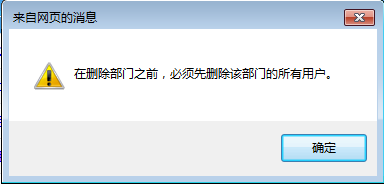 来自网页的消息
在删除部门之前，必须先删除该部门的所有用户。
确定